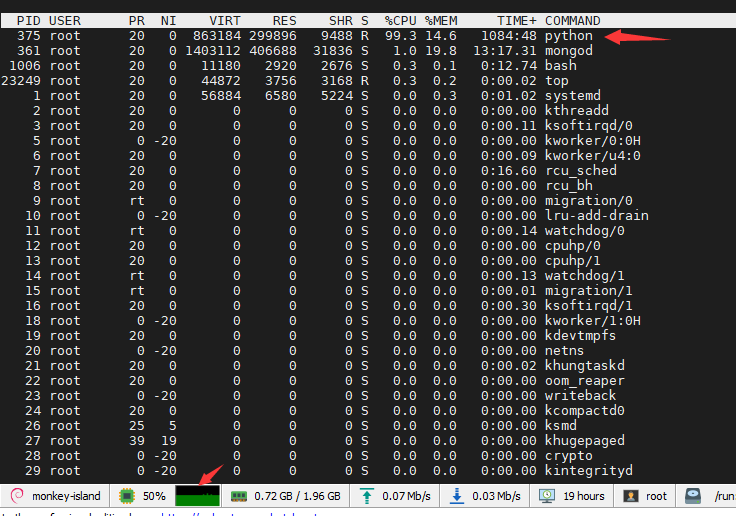 PID USER PR NI VIRT RES SHR S %CPU %MEM TIME+ COMMAND
375 root 20 0 863184 299896 9488 R 99.3 14.6 1084:48 python
361 root 20 0 1403112 406688 31836 S 1.0 19.8 13:17.31 mongod
1006 root 20 0 11180 2920 2676 S 0.3 0.1 0:12.74 bash
23249 root 20 0 44872 3756 3168 R 0.3 0.2 0:00.02 top
1 root 20 0 56884 6580 5224 S 0.0 0.3 0:01.02 systemd
2 root 20 0 0 0 0 S 0.0 0.0 0:00.00 kthreadd
3 root 20 0 0 0 0 S 0.0 0.0 0:00.11 ksoftirqd/0
5 root 0 -20 0 0 0 S 0.0 0.0 0:00.00 kworker/0:0H
6 root 20 0 0 0 0 S 0.0 0.0 0:00.09 kworker/u4:0
7 root 20 0 0 0 0 S 0.0 0.0 0:16.60 rcu_sched
8 root 20 0 0 0 0 S 0.0 0.0 0:00.00 rcu_bh
9 root rt 0 0 0 0 S 0.0 0.0 0:00.00 migration/0
10 root 0 -20 0 0 0 S 0.0 0.0 0:00.00 lru-add-drain
11 root rt 0 0 0 0 S 0.0 0.0 0:00.14 watchdog/0
12 root 20 0 0 0 0 S 0.0 0.0 0:00.00 cpuhp/0
13 root 20 0 0 0 0 S 0.0 0.0 0:00.00 cpuhp/1
14 root rt 0 0 0 0 S 0.0 0.0 0:00.13 watchdog/1
15 root rt 0 0 0 0 S 0.0 0.0 0:00.01 migration/1
16 root 20 0 0 0 0 S 0.0 0.0 0:00.30 ksoftirqd/1
18 root 0 -20 0 0 0 S 0.0 0.0 0:00.00 kworker/1:0H
19 root 20 0 0 0 0 S 0.0 0.0 0:00.00 kdevtmpfs
20 root 0 -20 0 0 0 S 0.0 0.0 0:00.00 netns
21 root 20 0 0 0 0 S 0.0 0.0 0:00.02 khungtaskd
22 root 20 0 0 0 0 S 0.0 0.0 0:00.00 oom_reaper
23 root 0 -20 0 0 0 S 0.0 0.0 0:00.00 writeback
24 root 20 0 0 0 0 S 0.0 0.0 0:00.00 kcompactd0
26 root 25 5 0 0 0 S 0.0 0.0 0:00.00 ksmd
27 root 39 19 0 0 0 S 0.0 0.0 0:00.00 khugepaged
28 root 0 -20 0 0 0 S 0.0 0.0 0:00.00 crypto
29 root 0 -20 0 0 0 S 0.0 0.0 0:00.00 kintegrityd
monkey-island 50% 0.72 GB / 1.96 GB 0.07 Mb/s 0.03 Mb/s 19 hours root /run: